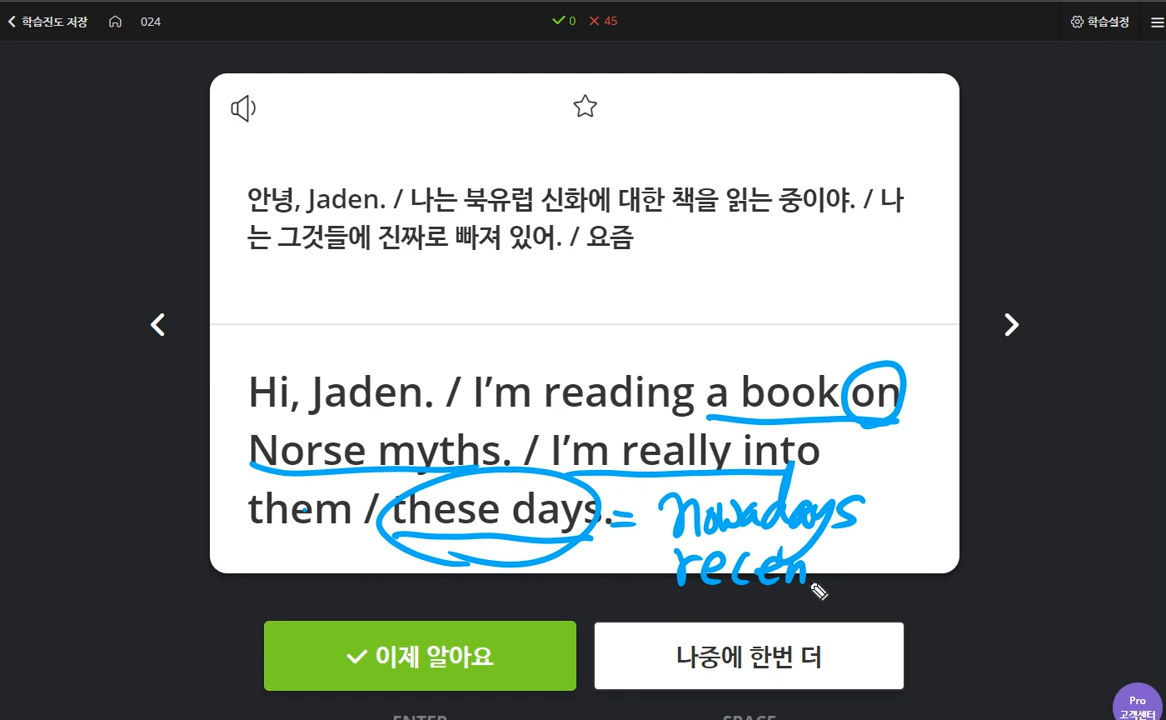 학습진도 저장 024 0 45 학습설정
안녕, Jaden. / 나는 북유럽 신화에 대한 책을 읽는 중이야. / 나
는 그것들에 진짜로 빠져 있어. / 요즘
Hi, Jaden. / I’m reading a book on
Norse myths. / I’m really into
them / these days. = nowadays
recen
이제 알아요 나중에 한번 더
ENTER SPACE
Pro
고객센터